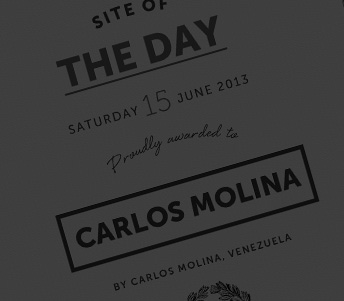 SITE OF
THE DAY
SATURDAY 15 JUNE 2013
Proudly awarded to
CARLOS MOLINA
BY CARLOS MOLINA, VENEZUELA